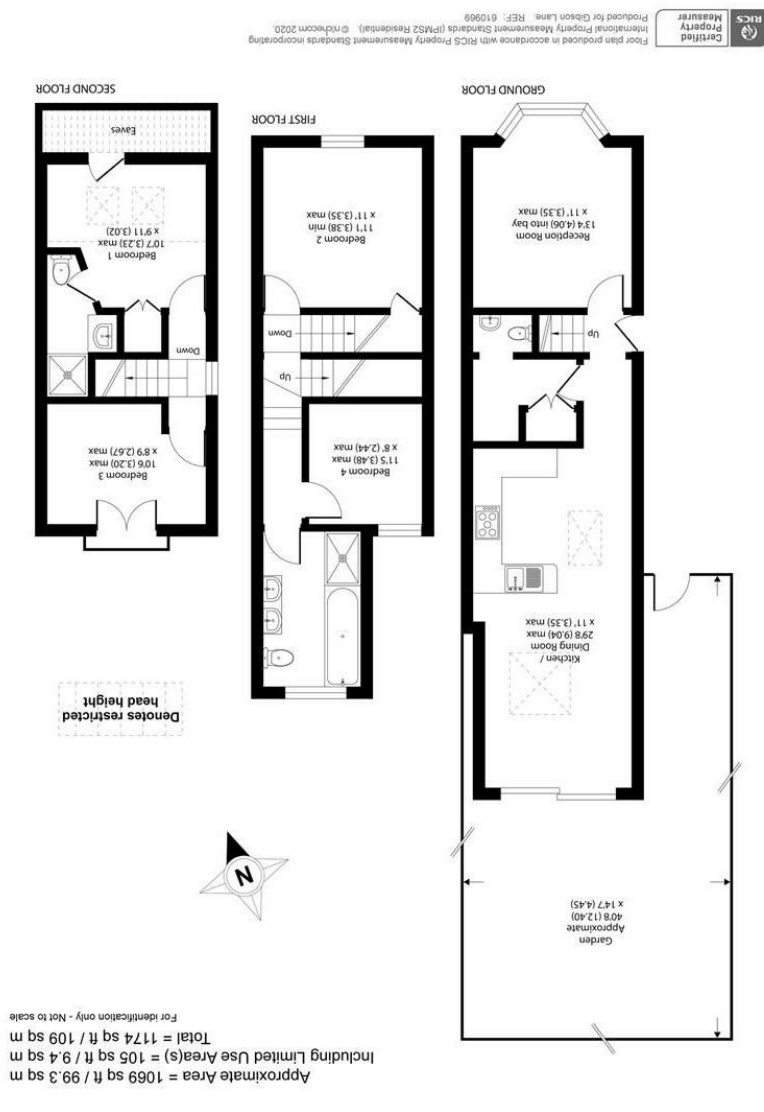 Approximate Area = 1069 sq ft / 99.3 sq m
Including Limited Use Area(s) = 105 sq ft / 9.4 sq m
Total = 1174 sq ft / 109 sq m
For identification only - Not to scale
Garden
Approximate
40'8 (12.40)
x 14'7 (4.45)
N
Denotes restricted
head height
Kitchen /
Dining Room
29'8 (9.04) max
x 11' (3.35) max
Up
Reception Room
13'4 (4.06) into bay
x 11' (3.35) max
GROUND FLOOR
Bedroom 4
11'5 (3.48) max
x 8' (2.44) max
Up
Down
Bedroom 2
11'1 (3.38) min
x 11' (3.35) max
FIRST FLOOR
Bedroom 3
10'6 (3.20) max
x 8'9 (2.67) max
Down
Bedroom 1
10'7 (3.23) max
x 9'11 (3.02)
Eaves
SECOND FLOOR
RICS
Certified
Property
Measurer
Floor plan produced in accordance with RICS Property Measurement Standards incorporating
International Property Measurement Standards (IPMS2 Residential). © nichecom 2020.
Produced for Gibson Lane. REF: 610969